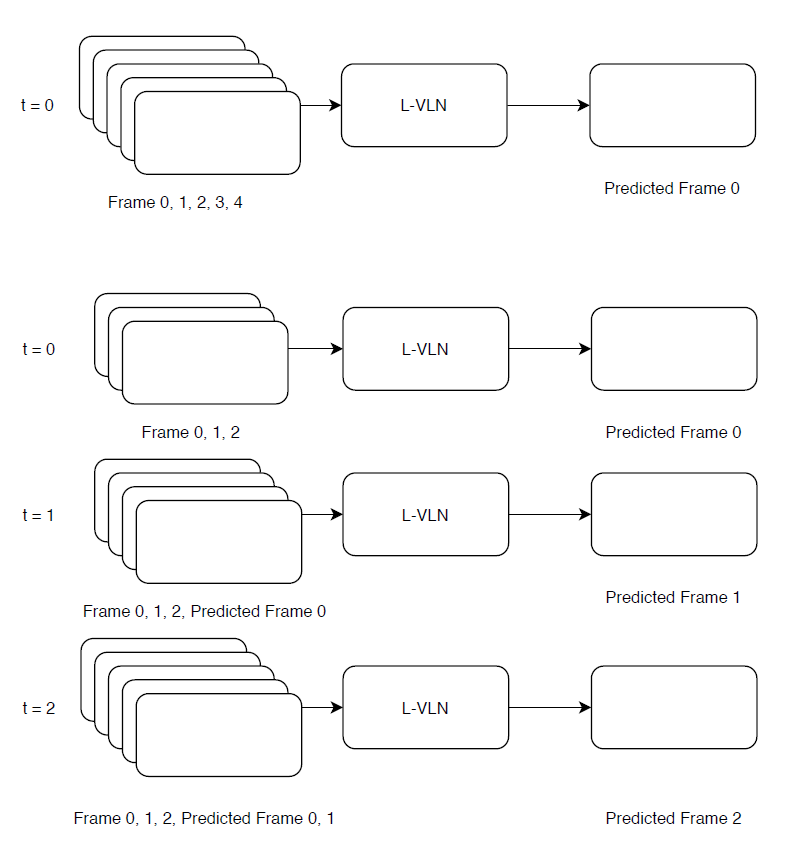 t = 0
L-VLN
Frame 0, 1, 2, 3, 4
Predicted Frame 0
t = 0
L-VLN
Frame 0, 1, 2
Predicted Frame 0
t = 1
L-VLN
Frame 0, 1, 2, Predicted Frame 0
Predicted Frame 1
t = 2
L-VLN
Frame 0, 1, 2, Predicted Frame 0, 1
Predicted Frame 2